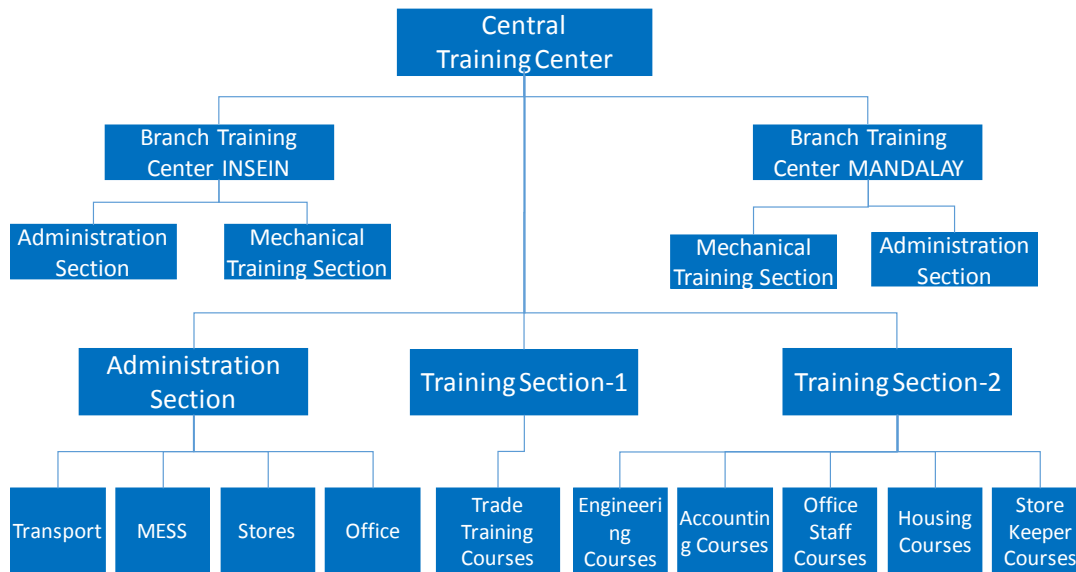 Central
Training Center
Branch Training
Center INSEIN
Branch Training
Center MANDALAY
Administration
Section
Mechanical
Training Section
Mechanical
Training Section
Administration
Section
Administration
Section
Training Section-1
Training Section-2
Transport
MESS
Stores
Office
Trade
Training
Courses
Engineeri
ng
Courses
Accountin
g Courses
Office
Staff
Courses
Housing
Courses
Store
Keeper
Courses